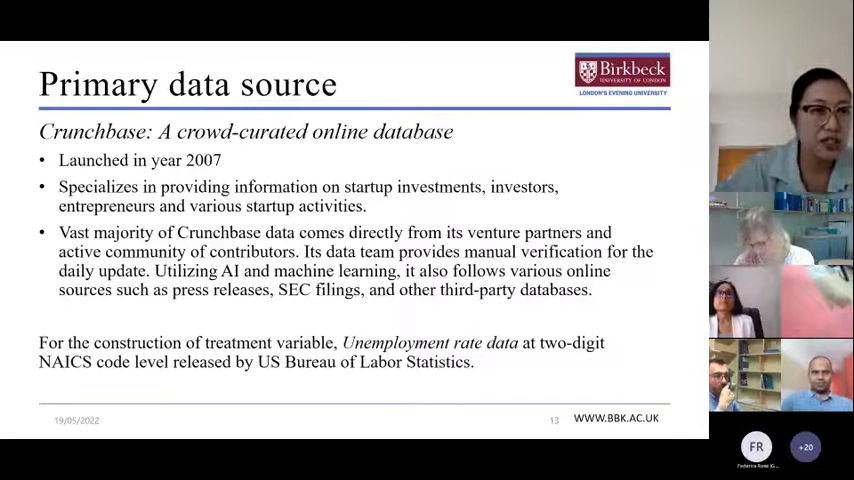 Primary data source
Birkbeck
UNIVERSITY OF LONDON
LONDON'S EVENING UNIVERSITY
Crunchbase: A crowd-curated online database
• Launched in year 2007
• Specializes in providing information on startup investments, investors,
entrepreneurs and various startup activities.
• Vast majority of Crunchbase data comes directly from its venture partners and
active community of contributors. Its data team provides manual verification for the
daily update. Utilizing AI and machine learning, it also follows various online
sources such as press releases, SEC filings, and other third-party databases.
For the construction of treatment variable, Unemployment rate data at two-digit
NAICS code level released by US Bureau of Labor Statistics.
19/05/2022
13
WWW.BBK.AC.UK
FR
+20
Federica Rossi